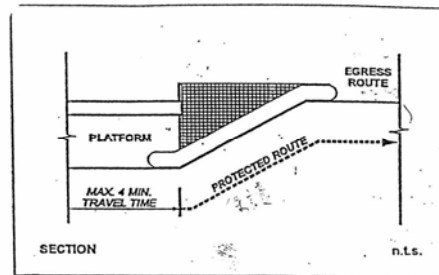 EGRESS
ROUTE
PLATFORM
PROTECTED ROUTE
MAX. 4 MIN.
TRAVEL TIME
SECTION
n.t.s.